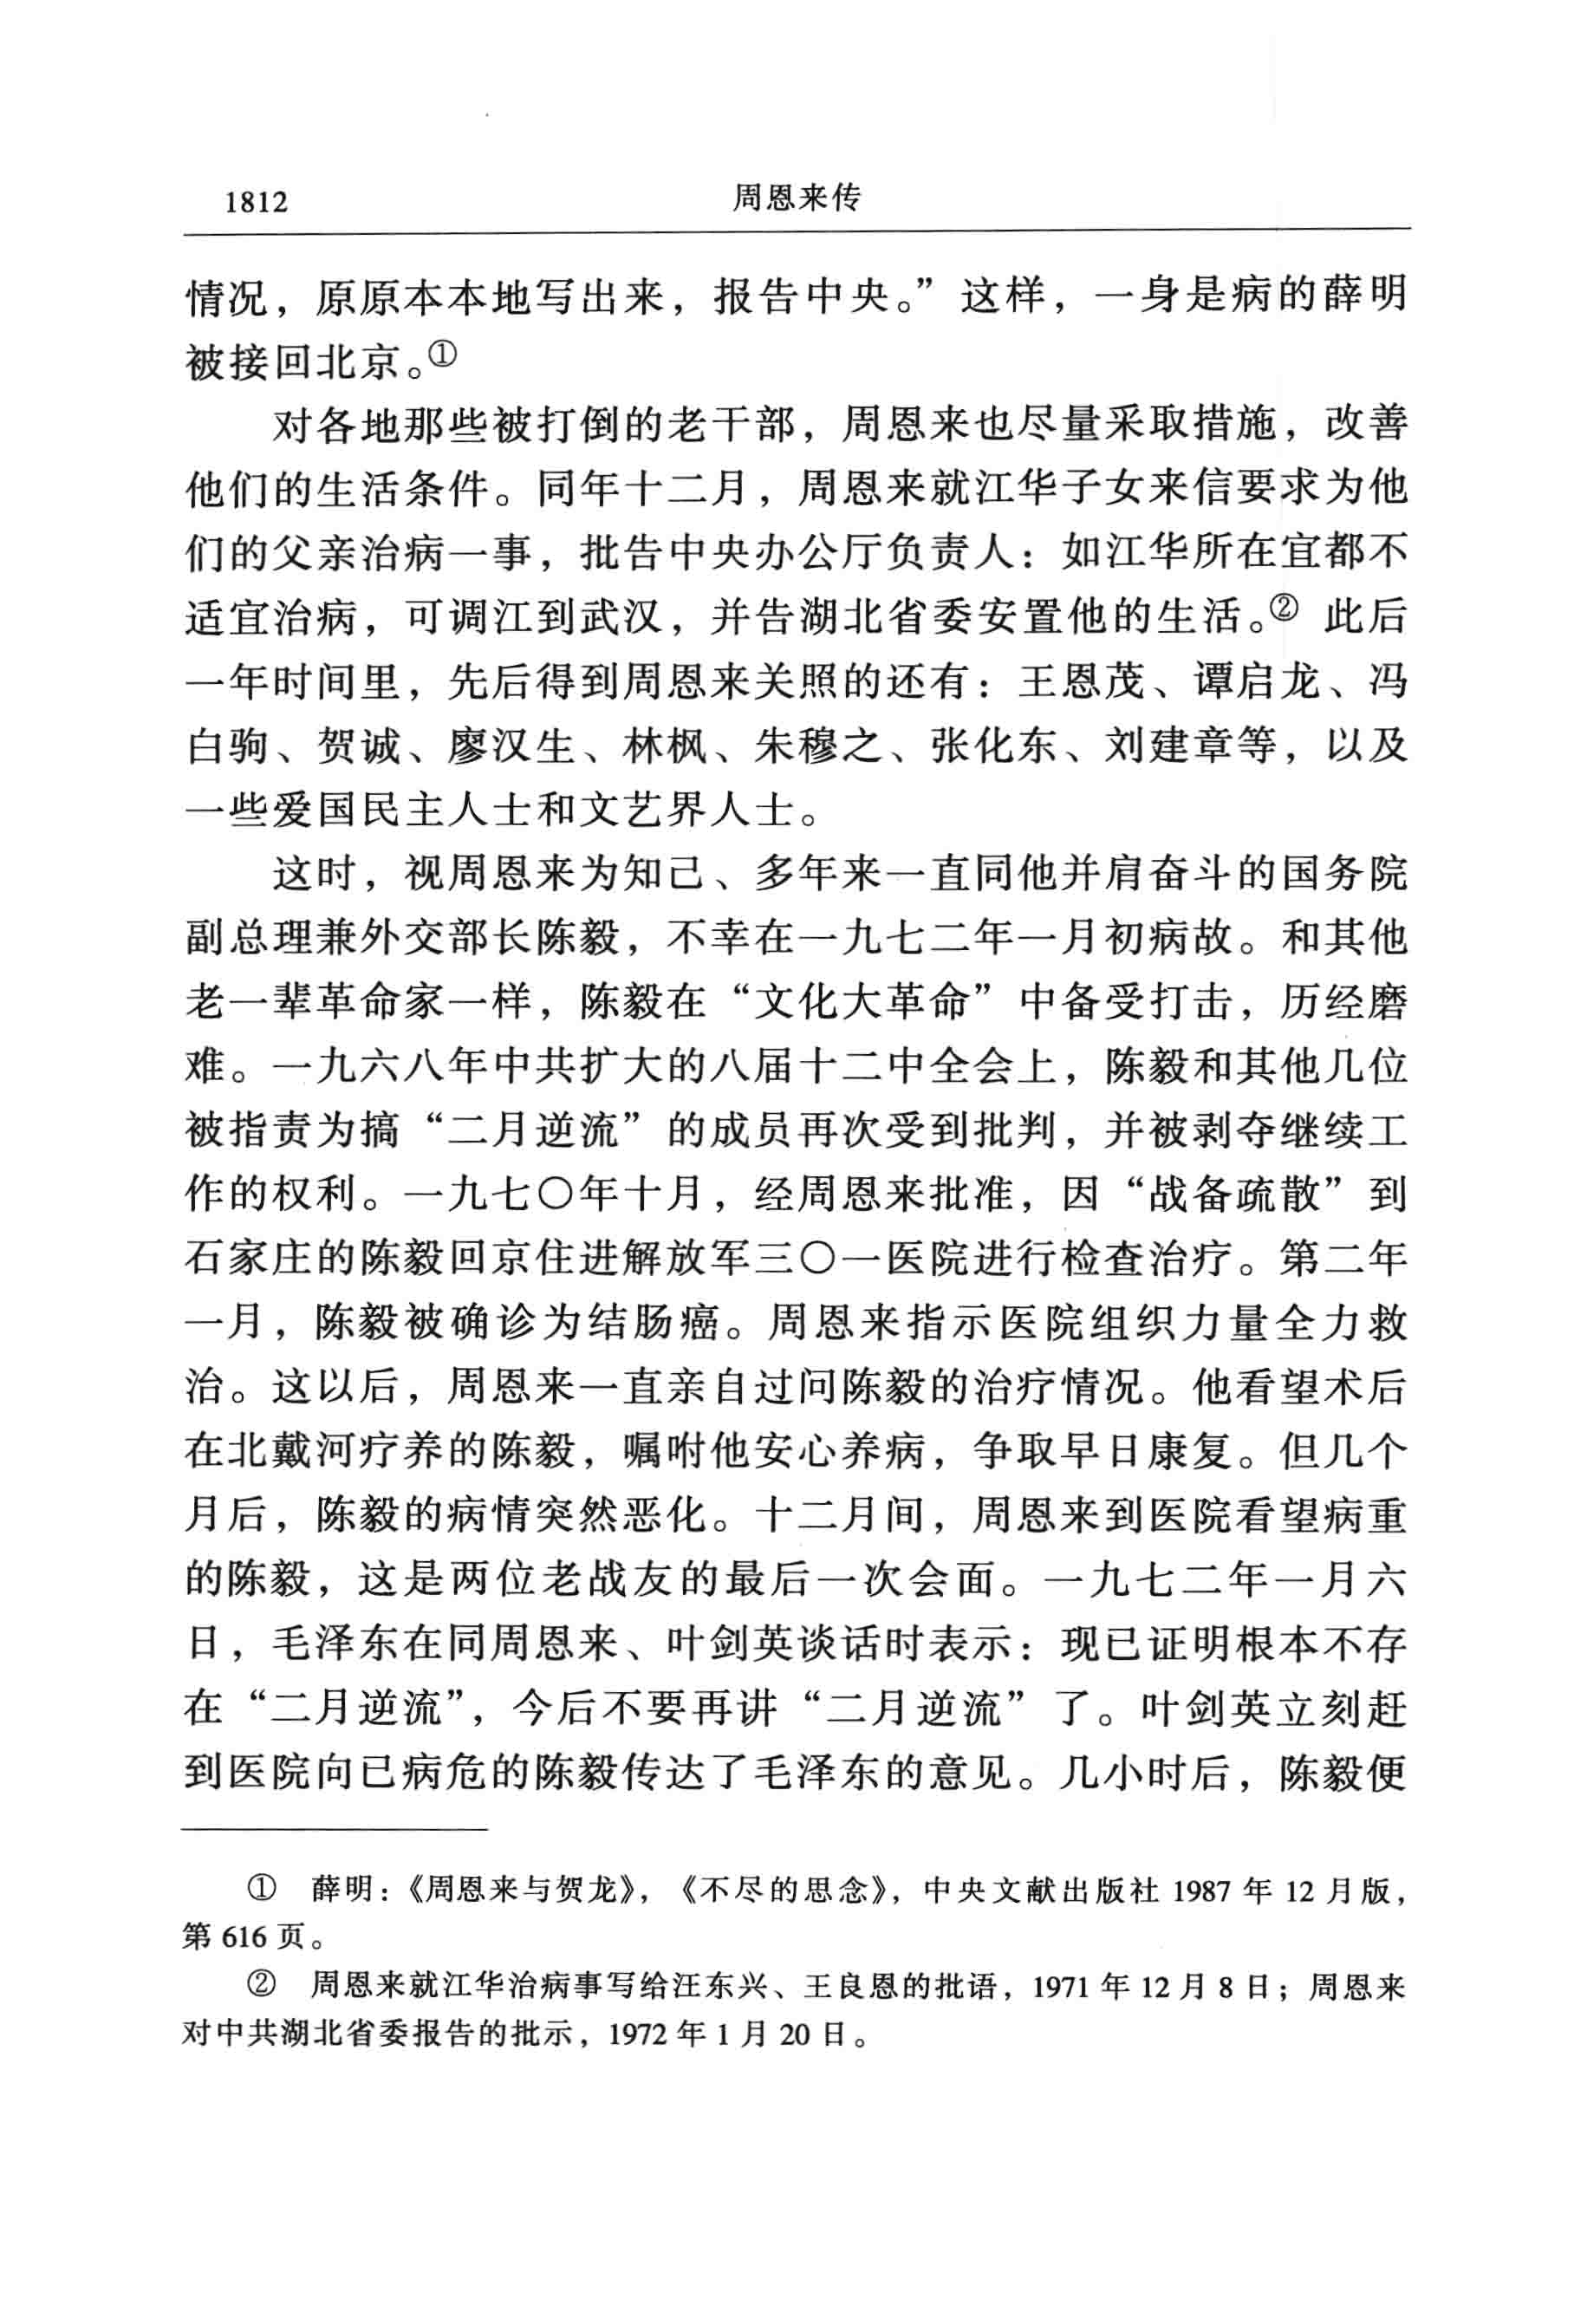 1812
周恩来传
情况，原原本本地写出来，报告中央。”这样，一身是病的薛明
被接回北京。①
对各地那些被打倒的老干部，周恩来也尽量采取措施，改善
他们的生活条件。同年十二月，周恩来就江华子女来信要求为他
们的父亲治病一事，批告中央办公厅负责人：如江华所在宜都不
适宜治病，可调江到武汉，并告湖北省委安置他的生活。② 此后
一年时间里，先后得到周恩来关照的还有：王恩茂、谭启龙、冯
白驹、贺诚、廖汉生、林枫、朱穆之、张化东、刘建章等，以及
一些爱国民主人士和文艺界人士。
这时，视周恩来为知己、多年来一直同他并肩奋斗的国务院
副总理兼外交部长陈毅，不幸在一九七二年一月初病故。和其他
老一辈革命家一样，陈毅在“文化大革命”中备受打击，历经磨
难。一九六八年中共扩大的八届十二中全会上，陈毅和其他几位
被指责为搞“二月逆流”的成员再次受到批判，并被剥夺继续工
作的权利。一九七〇年十月，经周恩来批准，因“战备疏散”到
石家庄的陈毅回京住进解放军三〇一医院进行检查治疗。第二年
一月，陈毅被确诊为结肠癌。周恩来指示医院组织力量全力救
治。这以后，周恩来一直亲自过问陈毅的治疗情况。他看望术后
在北戴河疗养的陈毅，嘱咐他安心养病，争取早日康复。但几个
月后，陈毅的病情突然恶化。十二月间，周恩来到医院看望病重
的陈毅，这是两位老战友的最后一次会面。一九七二年一月六
日，毛泽东在同周恩来、叶剑英谈话时表示：现已证明根本不存
在“二月逆流”，今后不要再讲“二月逆流”了。叶剑英立刻赶
到医院向已病危的陈毅传达了毛泽东的意见。几小时后，陈毅便
① 薛明：《周恩来与贺龙》，《不尽的思念》，中央文献出版社 1987 年 12 月版，
第 616 页。
② 周恩来就江华治病事写给汪东兴、王良恩的批语，1971 年 12 月 8 日；周恩来
对中共湖北省委报告的批示，1972 年 1 月 20 日。